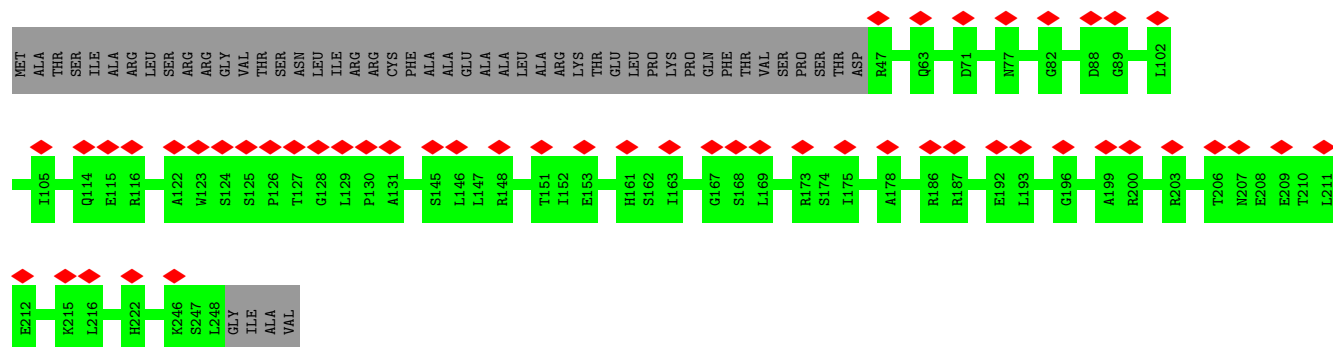 MET ALA THR SER ILE ALA ARG LEU SER ARG ARG GLY VAL THR SER ASN LEU ILE ARG ARG CYS PHE ALA ALA GLU ALA ALA LEU ALA ARG LYS THR GLU LEU PRO LYS PRO GLN PHE THR VAL SER PRO SER THR ASP R47 Q63 D71 N77 G82 D88 G89 L102
I105 Q114 E115 R116 A122 W123 S124 S125 P126 T127 G128 L129 P130 A131 S145 L146 L147 R148 T151 I152 E153 H161 S162 I163 G167 S168 L169 R173 S174 I175 A178 R186 R187 E192 L193 G196 A199 R200 R203 T206 N207 E208 E209 T210 L211
E212 K215 L216 H222 K246 S247 L248 GLY ILE ALA VAL